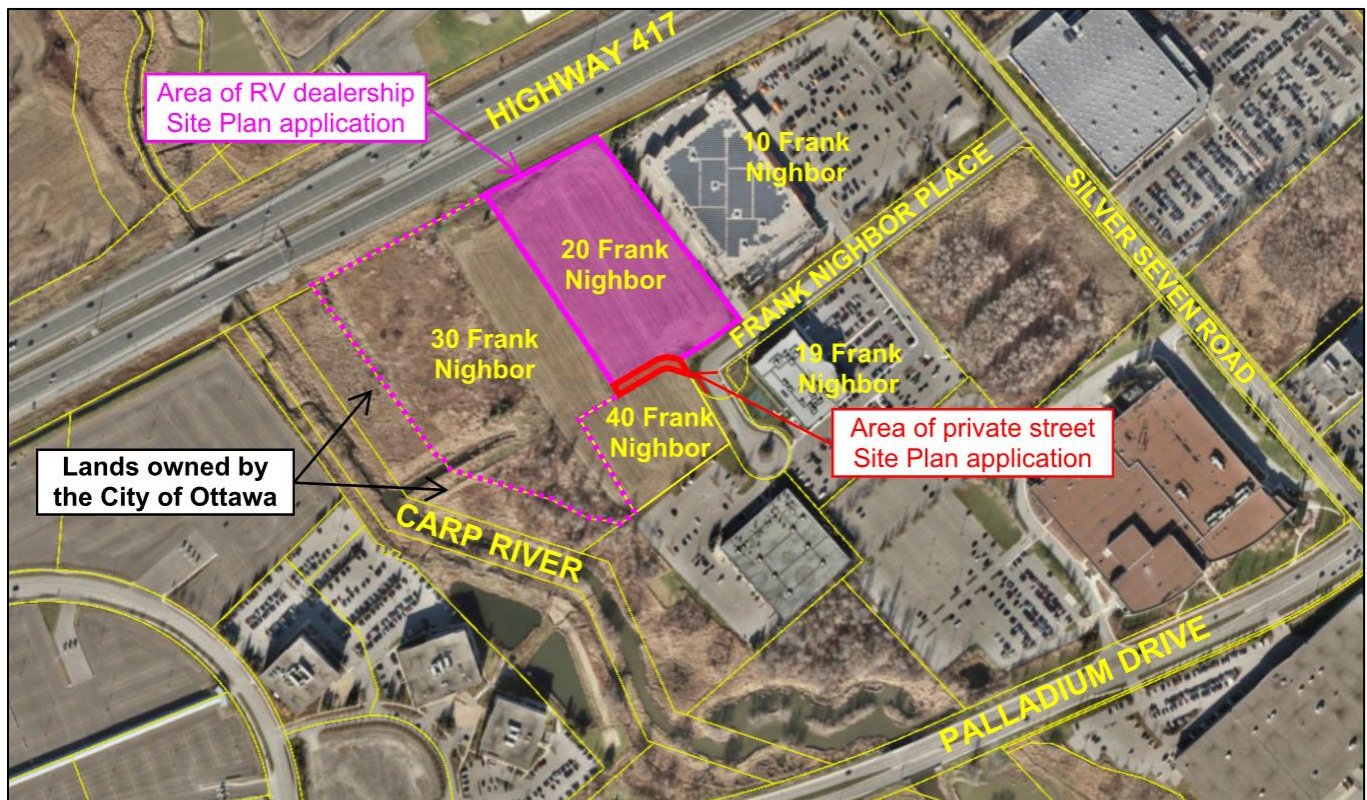 HIGHWAY 417
Area of RV dealership
Site Plan application
10 Frank
Nighbor
FRANK NIGHBOR PLACE
SILVER SEVEN ROAD
20 Frank
Nighbor
30 Frank
Nighbor
19 Frank
Nighbor
40 Frank
Nighbor
Area of private street
Site Plan application
Lands owned by
the City of Ottawa
CARP RIVER
PALLADIUM DRIVE